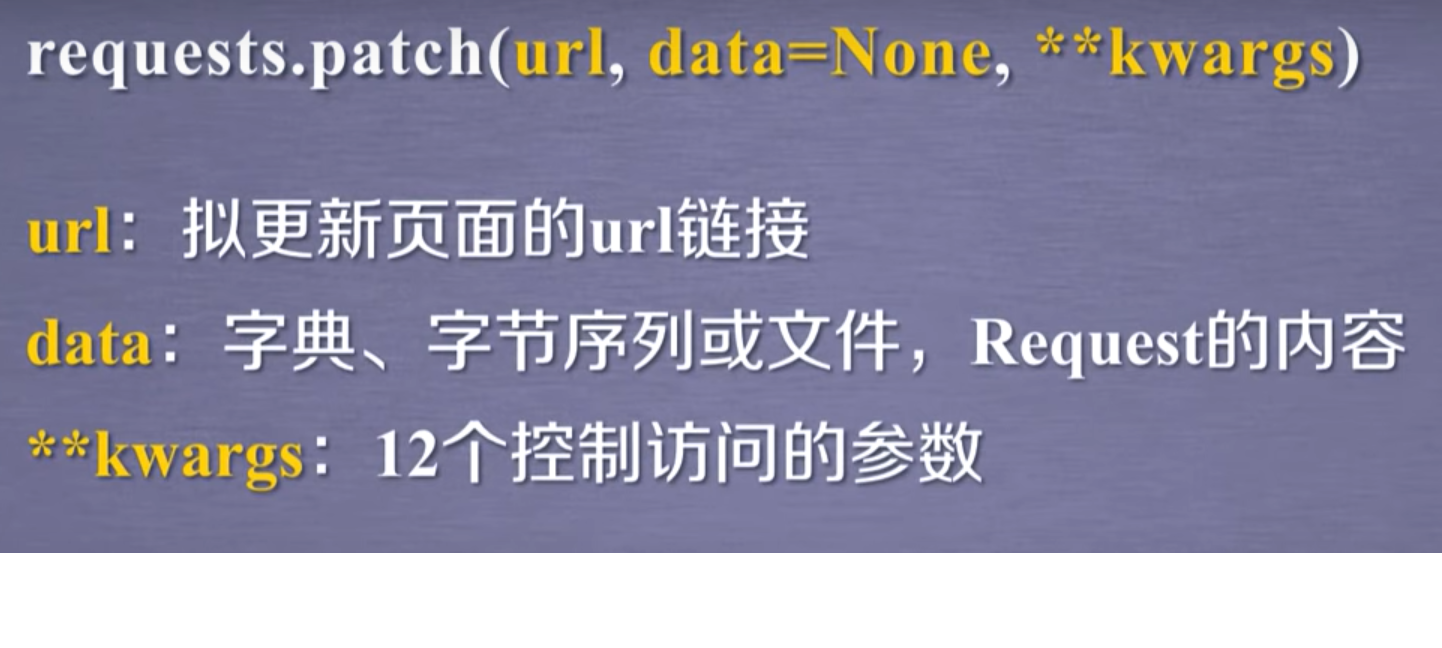 requests.patch(url, data=None, **kwargs)
url：拟更新页面的url链接
data：字典、字节序列或文件，Request的内容
**kwargs：12个控制访问的参数